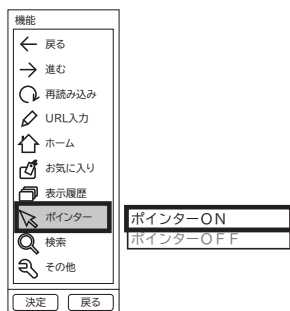 機能
戻る
進む
再読み込み
URL入力
ホーム
お気に入り
表示履歴
ポインター
ポインターON
ポインターOFF
検索
その他
決定
戻る